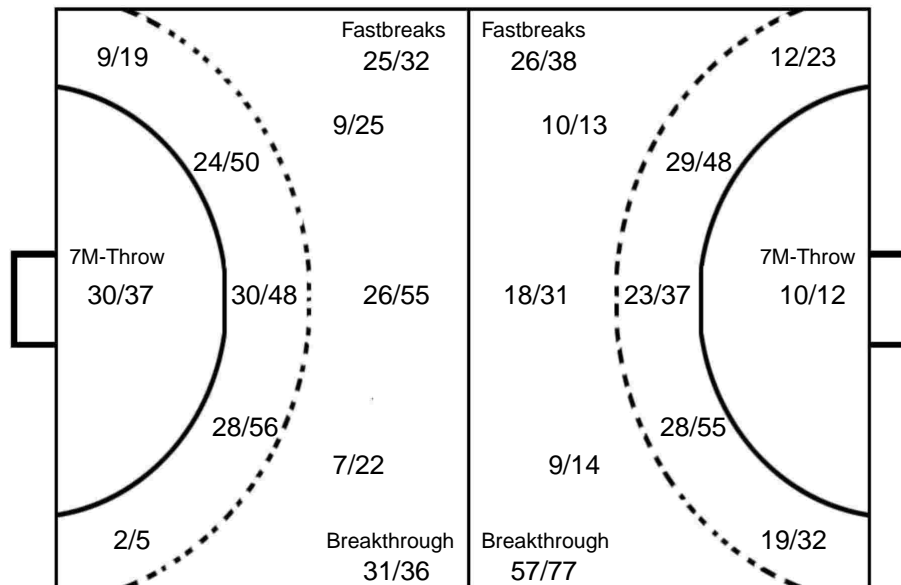 Fastbreaks Fastbreaks
9/19 25/32 26/38 12/23
9/25 10/13
24/50 29/48
7M-Throw 7M-Throw
30/37 30/48 26/55 18/31 23/37 10/12
28/56 28/55
7/22 9/14
2/5 Breakthrough Breakthrough 19/32
31/36 57/77